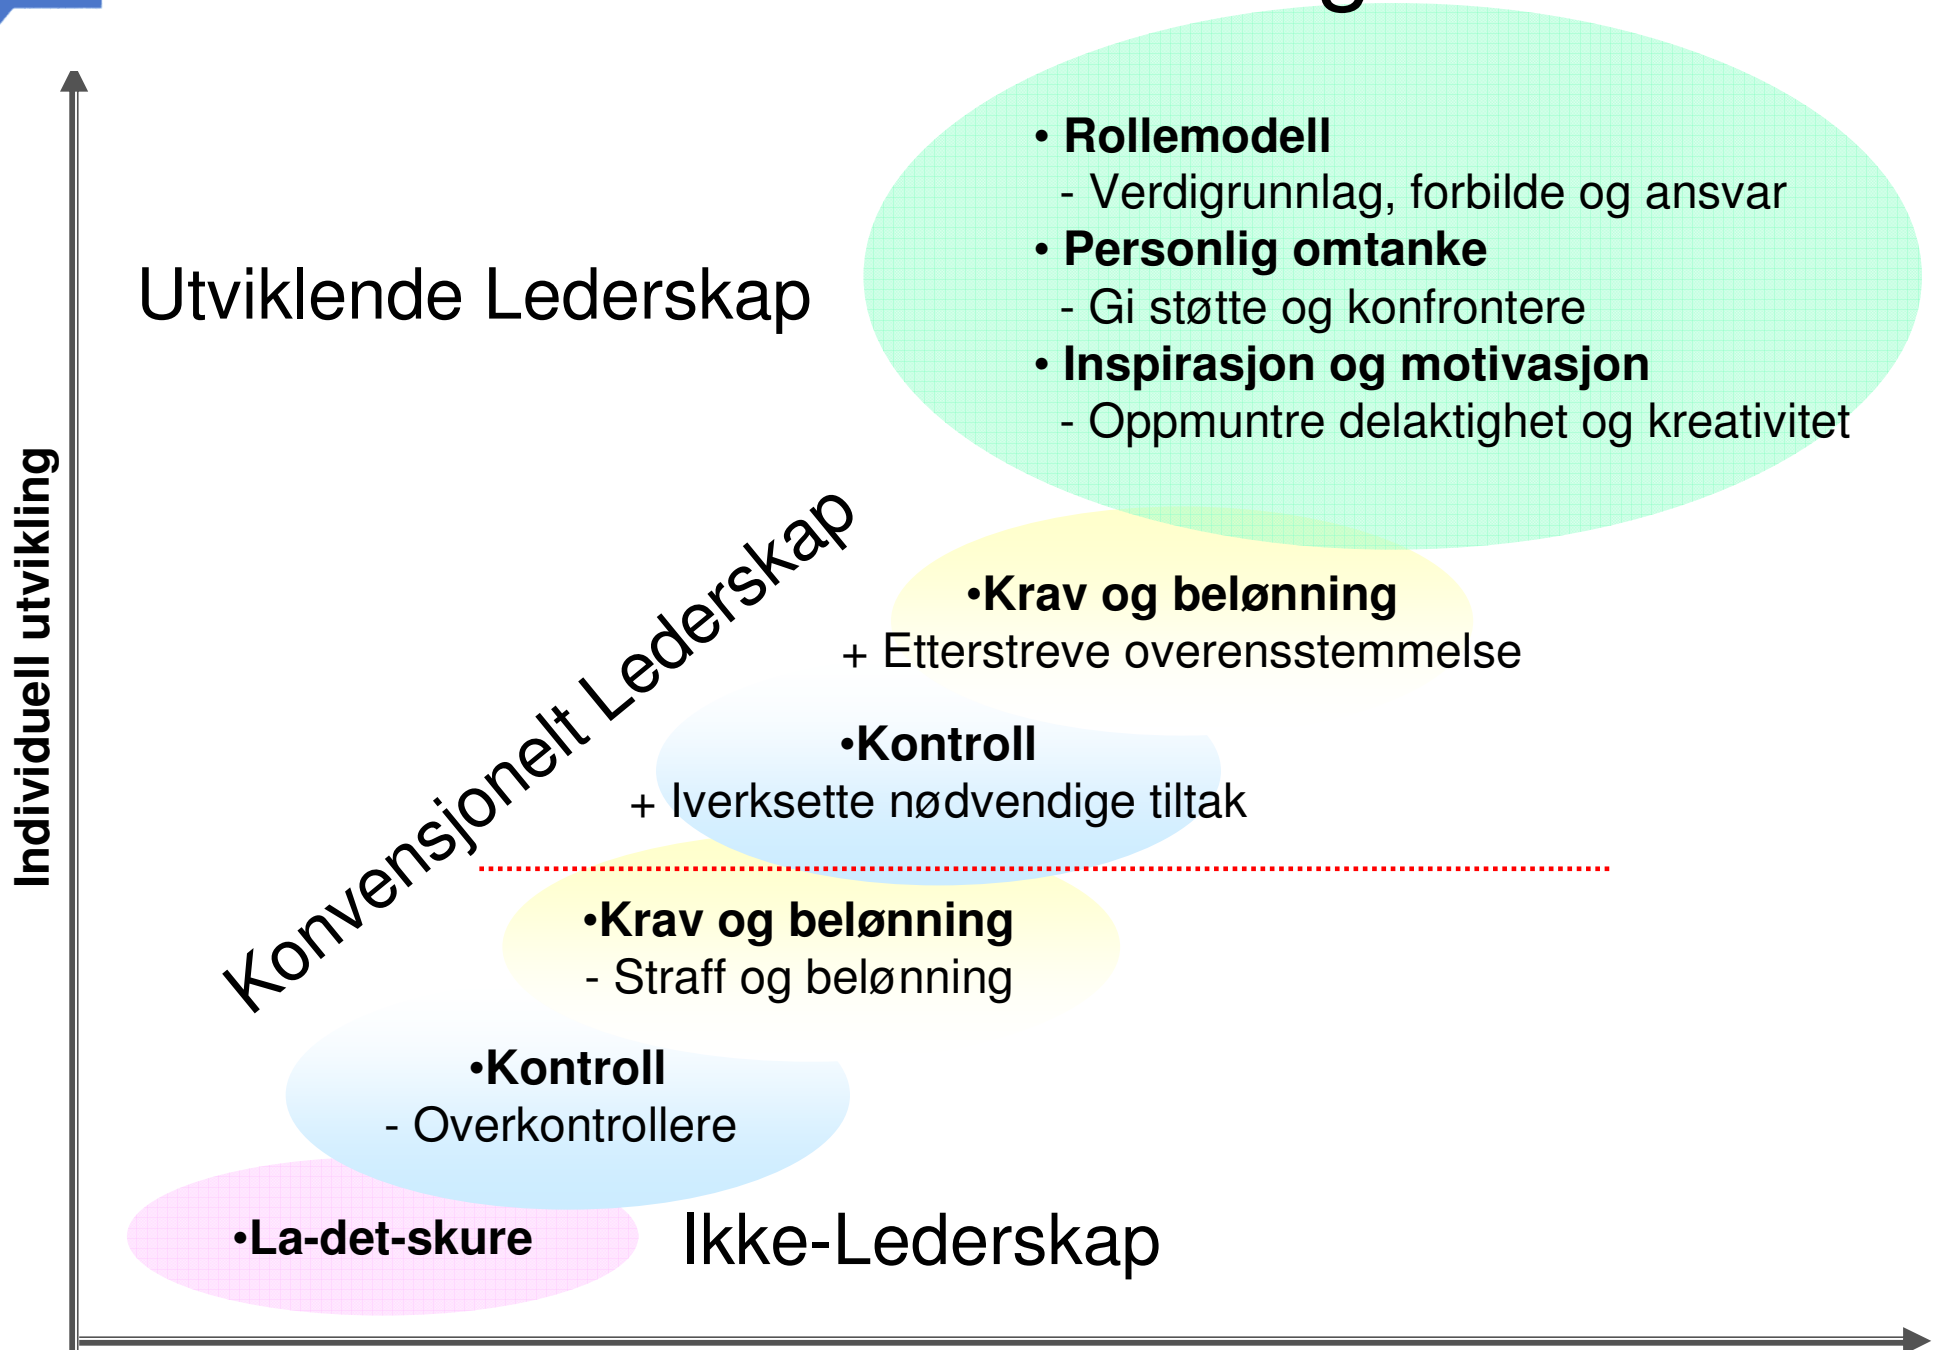 • Rollemodell
- Verdigrunnlag, forbilde og ansvar
• Personlig omtanke
- Gi støtte og konfrontere
• Inspirasjon og motivasjon
- Oppmuntre delaktighet og kreativitet
Utviklende Lederskap
Individuell utvikling
Konvensjonelt Lederskap
•Krav og belønning
+ Etterstreve overensstemmelse
•Kontroll
+ Iverksette nødvendige tiltak
•Krav og belønning
- Straff og belønning
•Kontroll
- Overkontrollere
•La-det-skure
Ikke-Lederskap